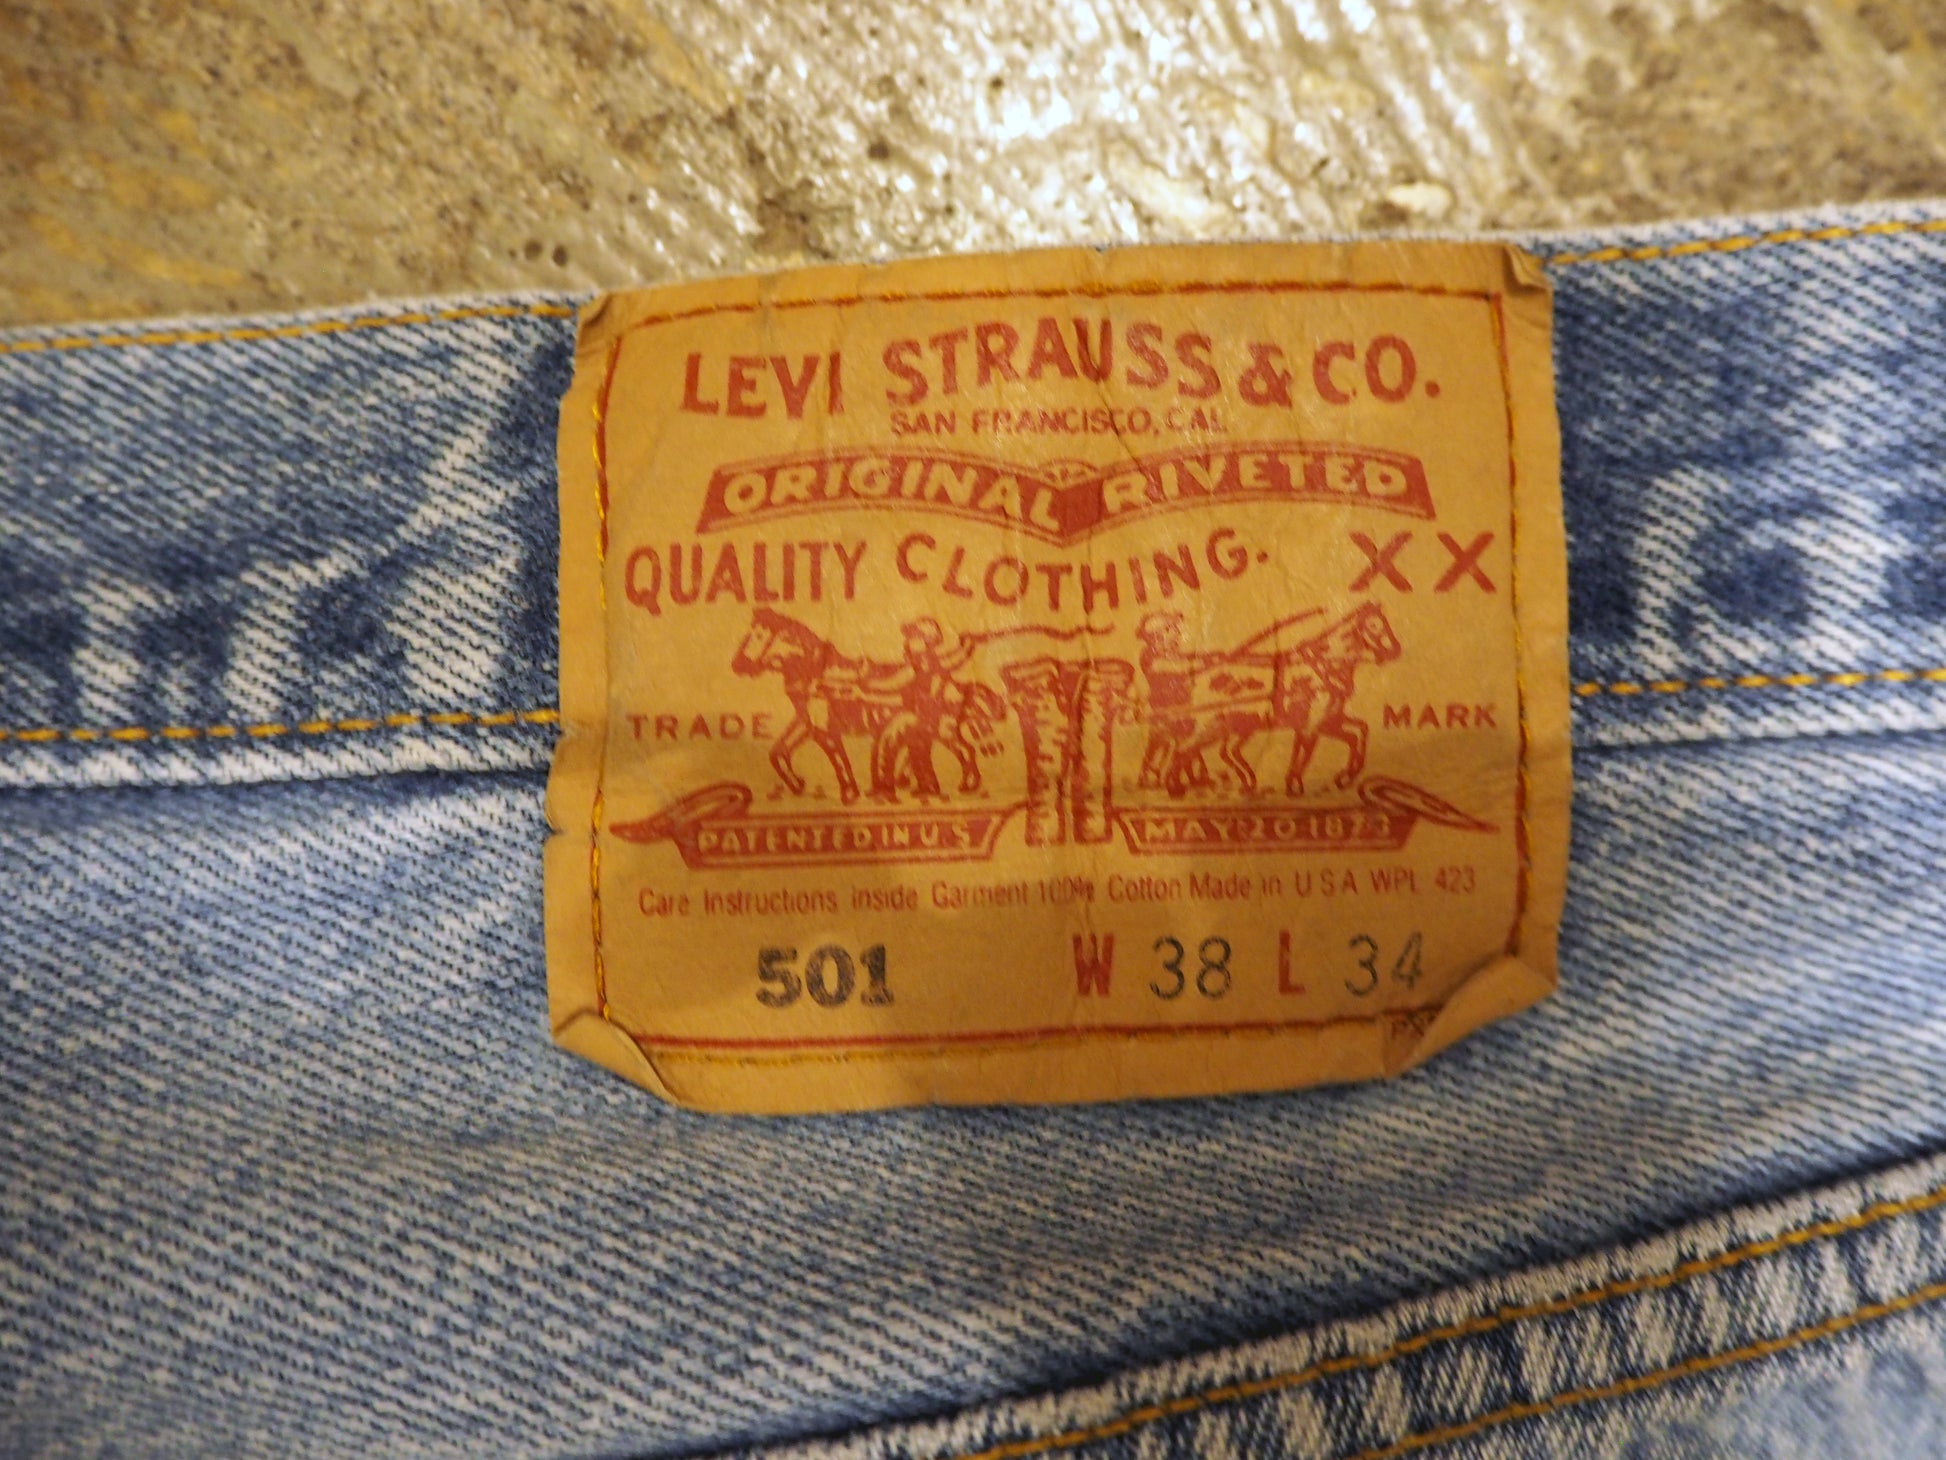 LEVI STRAUSS & CO.
SAN FRANCISCO, CAL.
ORIGINAL RIVETED
QUALITY CLOTHING. XX
TRADE MARK
PATENTED IN U.S. MAY 20 1873
Care Instructions Inside Garment 100% Cotton Made in U S A WPL 423
501 W 38 L 34